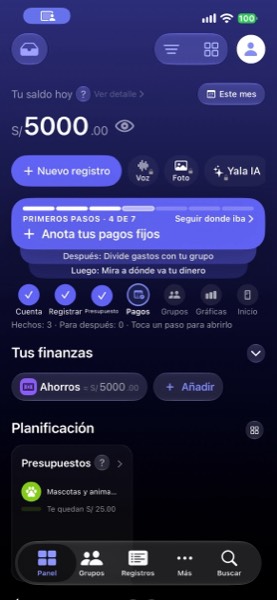 100
Tu saldo hoy ? Ver detalle >
Este mes
S/5000.00
+ Nuevo registro
Voz
Foto
Yala IA
PRIMEROS PASOS · 4 DE 7
Seguir donde iba >
+ Anota tus pagos fijos
Después: Divide gastos con tu grupo
Luego: Mira a dónde va tu dinero
Cuenta
Registrar
Presupuesto
Pagos
Grupos
Gráficas
Inicio
Hechos: 3 · Para después: 0 · Toca un paso para abrirlo
Tus finanzas
Ahorros ≈ S/ 5000.00
+ Añadir
Planificación
Presupuestos ? >
Mascotas y anima...
Te quedan S/ 25.00
Panel
Grupos
Registros
Más
Buscar